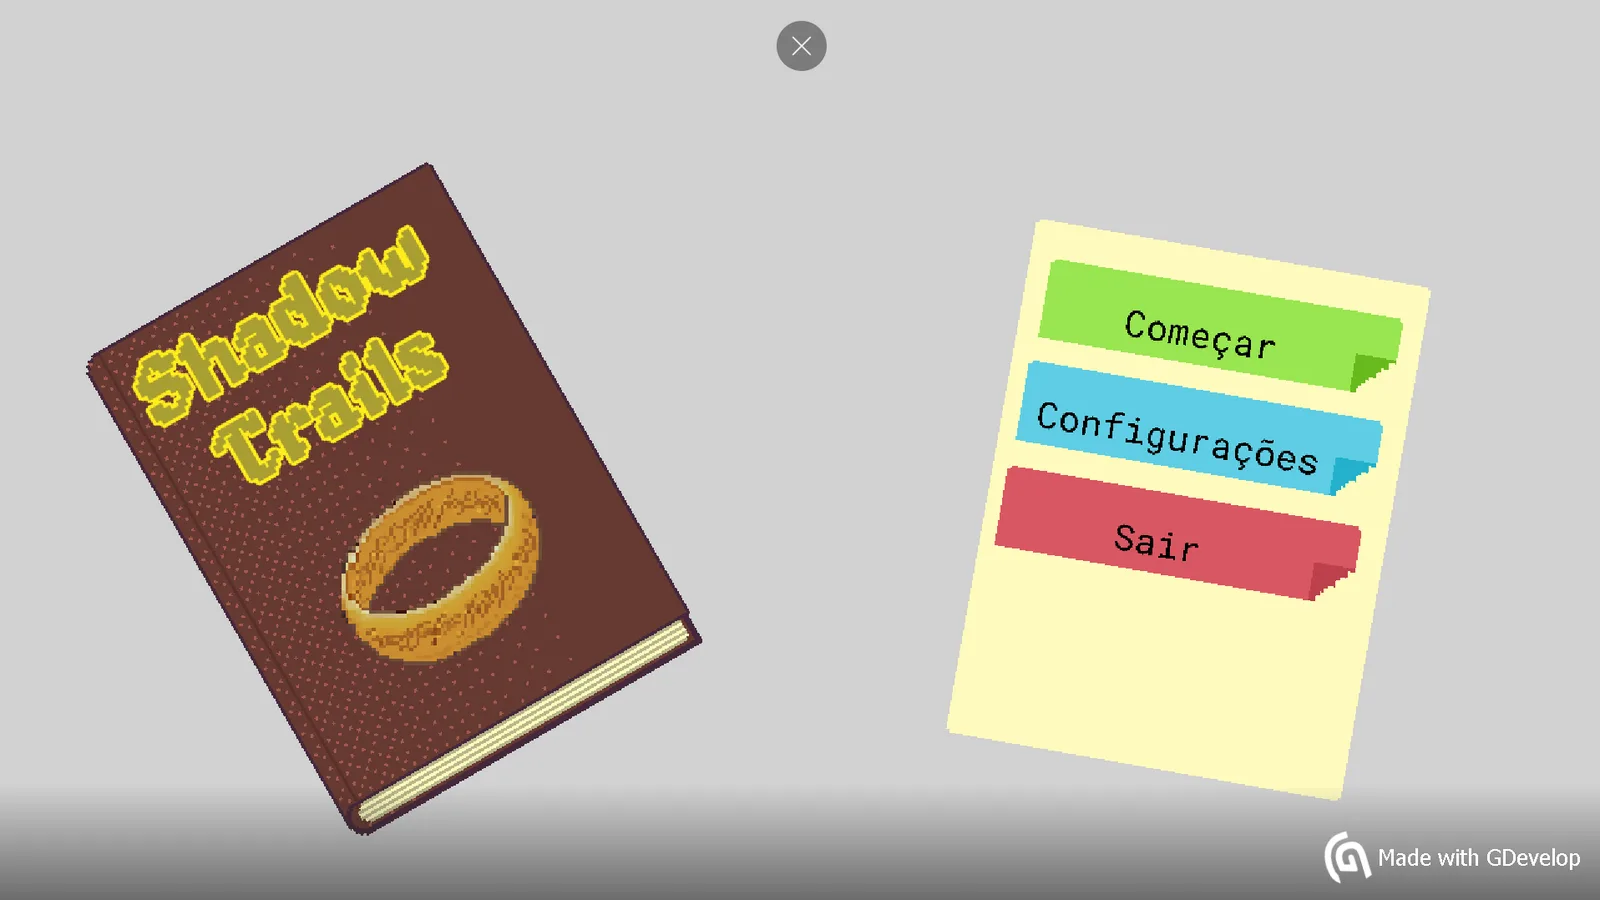 Shadow
Trails
Começar
Configurações
Sair
Made with GDevelop